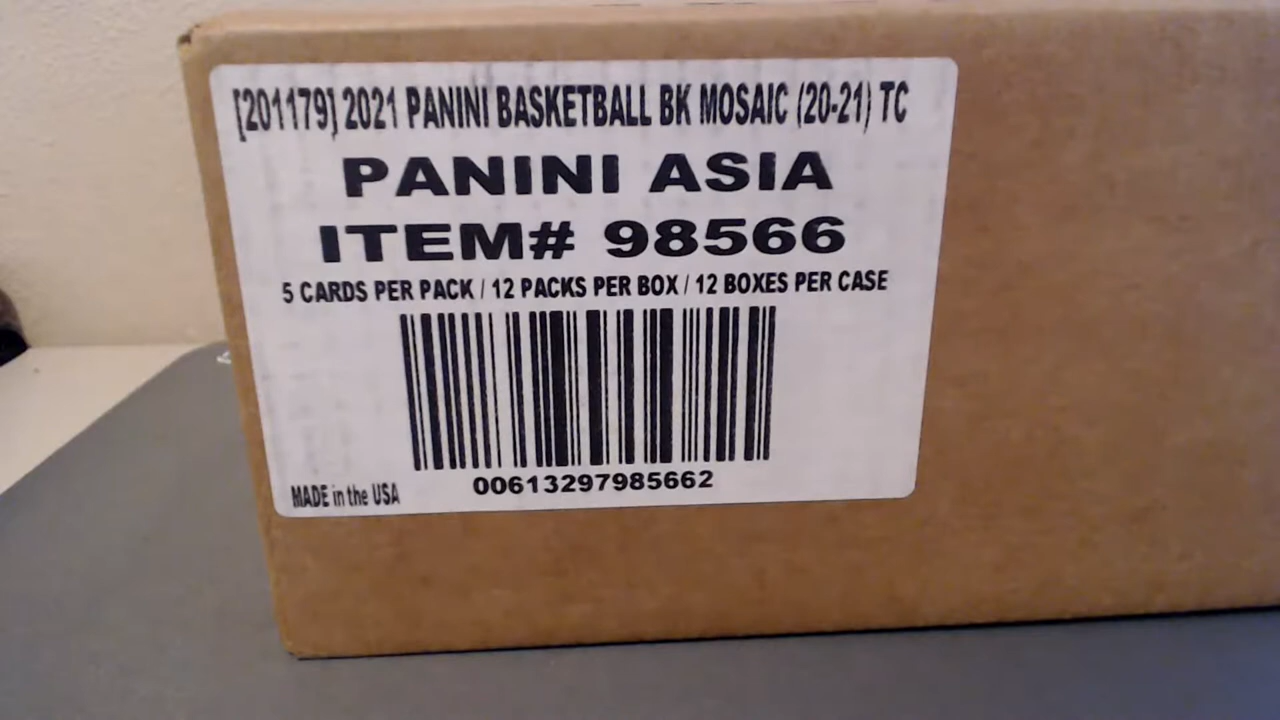 [201179] 2021 PANINI BASKETBALL BK MOSAIC (20-21) TC
PANINI ASIA
ITEM# 98566
5 CARDS PER PACK / 12 PACKS PER BOX / 12 BOXES PER CASE
00613297985662
MADE in the USA